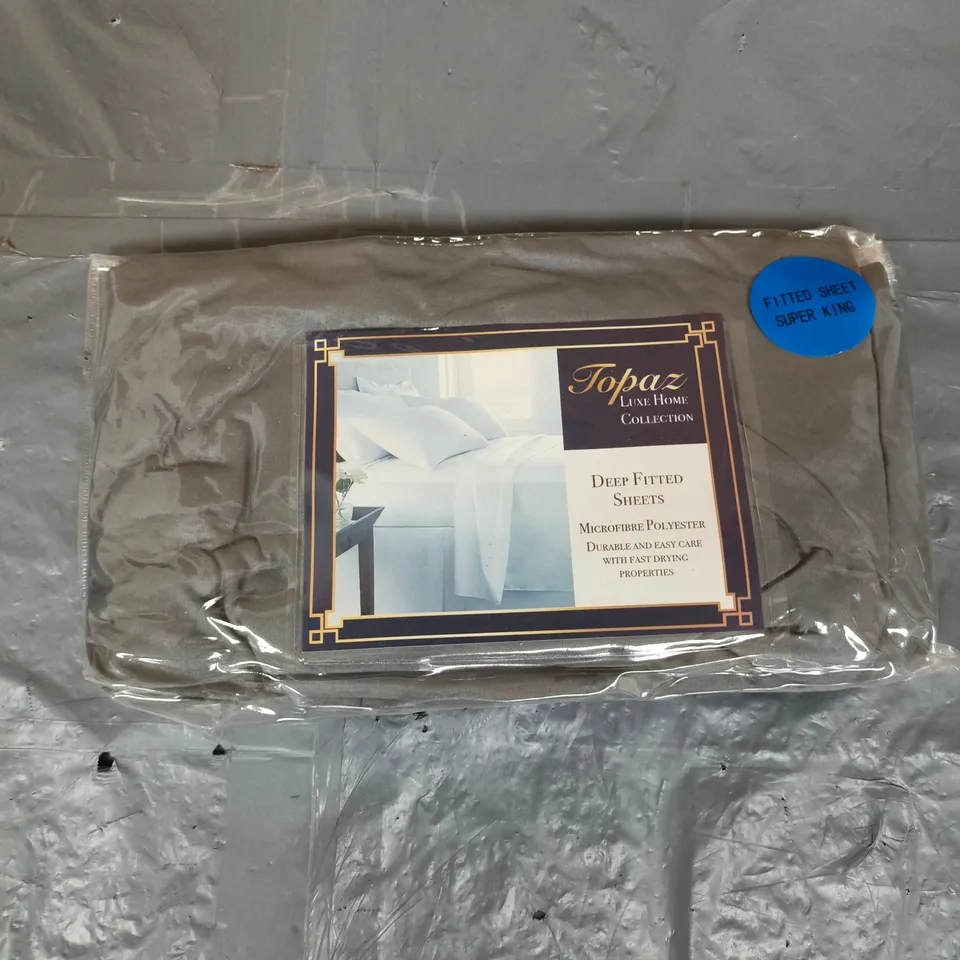 FITTED SHEET
SUPER KING
Topaz
LUXE HOME
COLLECTION
DEEP FITTED
SHEETS
MICROFIBRE POLYESTER
DURABLE AND EASY CARE
WITH FAST DRYING
PROPERTIES